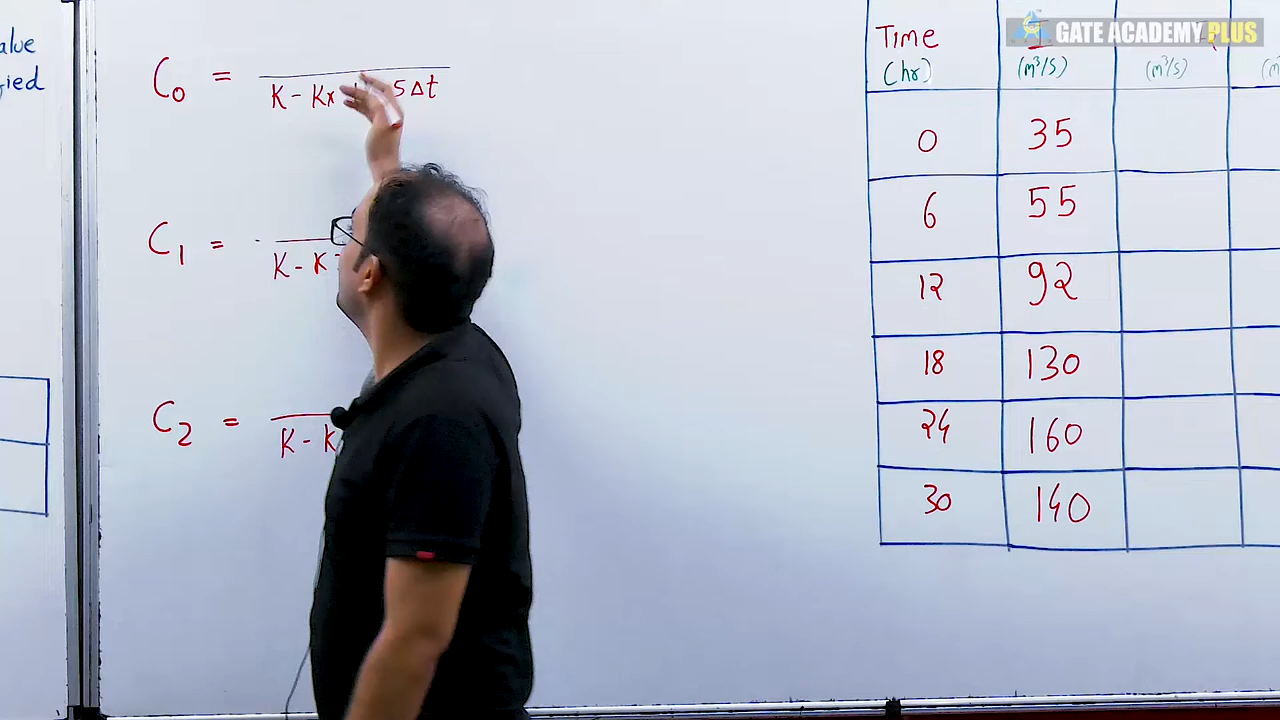 alue
fied
C0 =
K - Kx 5Δt
C1 =
K - K
C2 =
K - K
GATE ACADEMY PLUS
Time I
(hr) (m³/s) (m³/s) (m
0 35
6 55
12 92
18 130
24 160
30 140